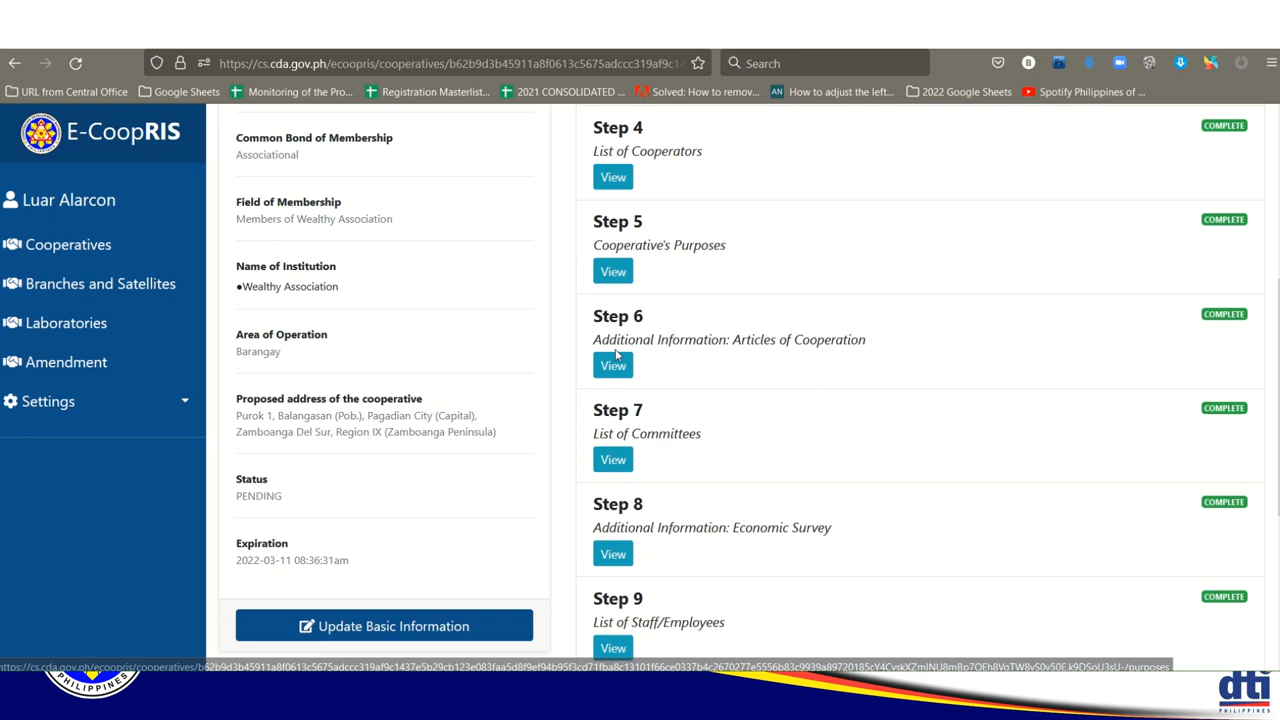 https://cs.cda.gov.ph/ecoopris/cooperatives/b62b9d3b45911a8f0613c5675adccc319af9c14
Search
URL from Central Office
Google Sheets
Monitoring of the Pro...
Registration Masterlist...
2021 CONSOLIDATED ...
Solved: How to remov...
AN How to adjust the left...
2022 Google Sheets
Spotify Philippines of ...
E-CoopRIS
Luar Alarcon
Cooperatives
Branches and Satellites
Laboratories
Amendment
Settings
Common Bond of Membership
Associational
Field of Membership
Members of Wealthy Association
Name of Institution
●Wealthy Association
Area of Operation
Barangay
Proposed address of the cooperative
Purok 1, Balangasan (Pob.), Pagadian City (Capital),
Zamboanga Del Sur, Region IX (Zamboanga Peninsula)
Status
PENDING
Expiration
2022-03-11 08:36:31am
Update Basic Information
Step 4
COMPLETE
List of Cooperators
View
Step 5
COMPLETE
Cooperative's Purposes
View
Step 6
COMPLETE
Additional Information: Articles of Cooperation
View
Step 7
COMPLETE
List of Committees
View
Step 8
COMPLETE
Additional Information: Economic Survey
View
Step 9
COMPLETE
List of Staff/Employees
View
PHILIPPINES
dti
PHILIPPINES